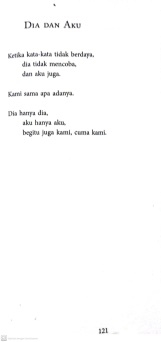 DIA DAN AKU
Ketika kata-kata tidak berdaya,
dia tidak mencoba,
dan aku juga.
Kami sama apa adanya.
Dia hanya dia,
aku hanya aku,
begitu juga kami, cuma kami.
121